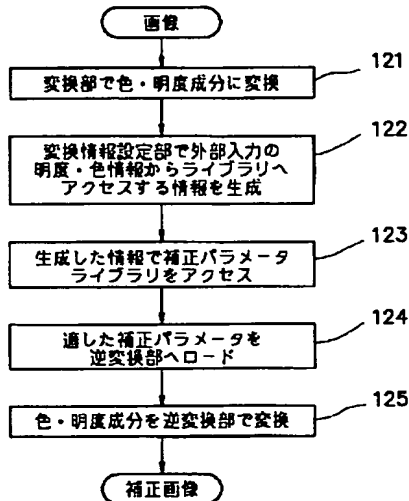 画像
変換部で色・明度成分に変換
121
変換情報設定部で外部入力の
明度・色情報からライブラリへ
アクセスする情報を生成
122
生成した情報で補正パラメータ
ライブラリをアクセス
123
適した補正パラメータを
逆変換部へロード
124
色・明度成分を逆変換部で変換
125
補正画像